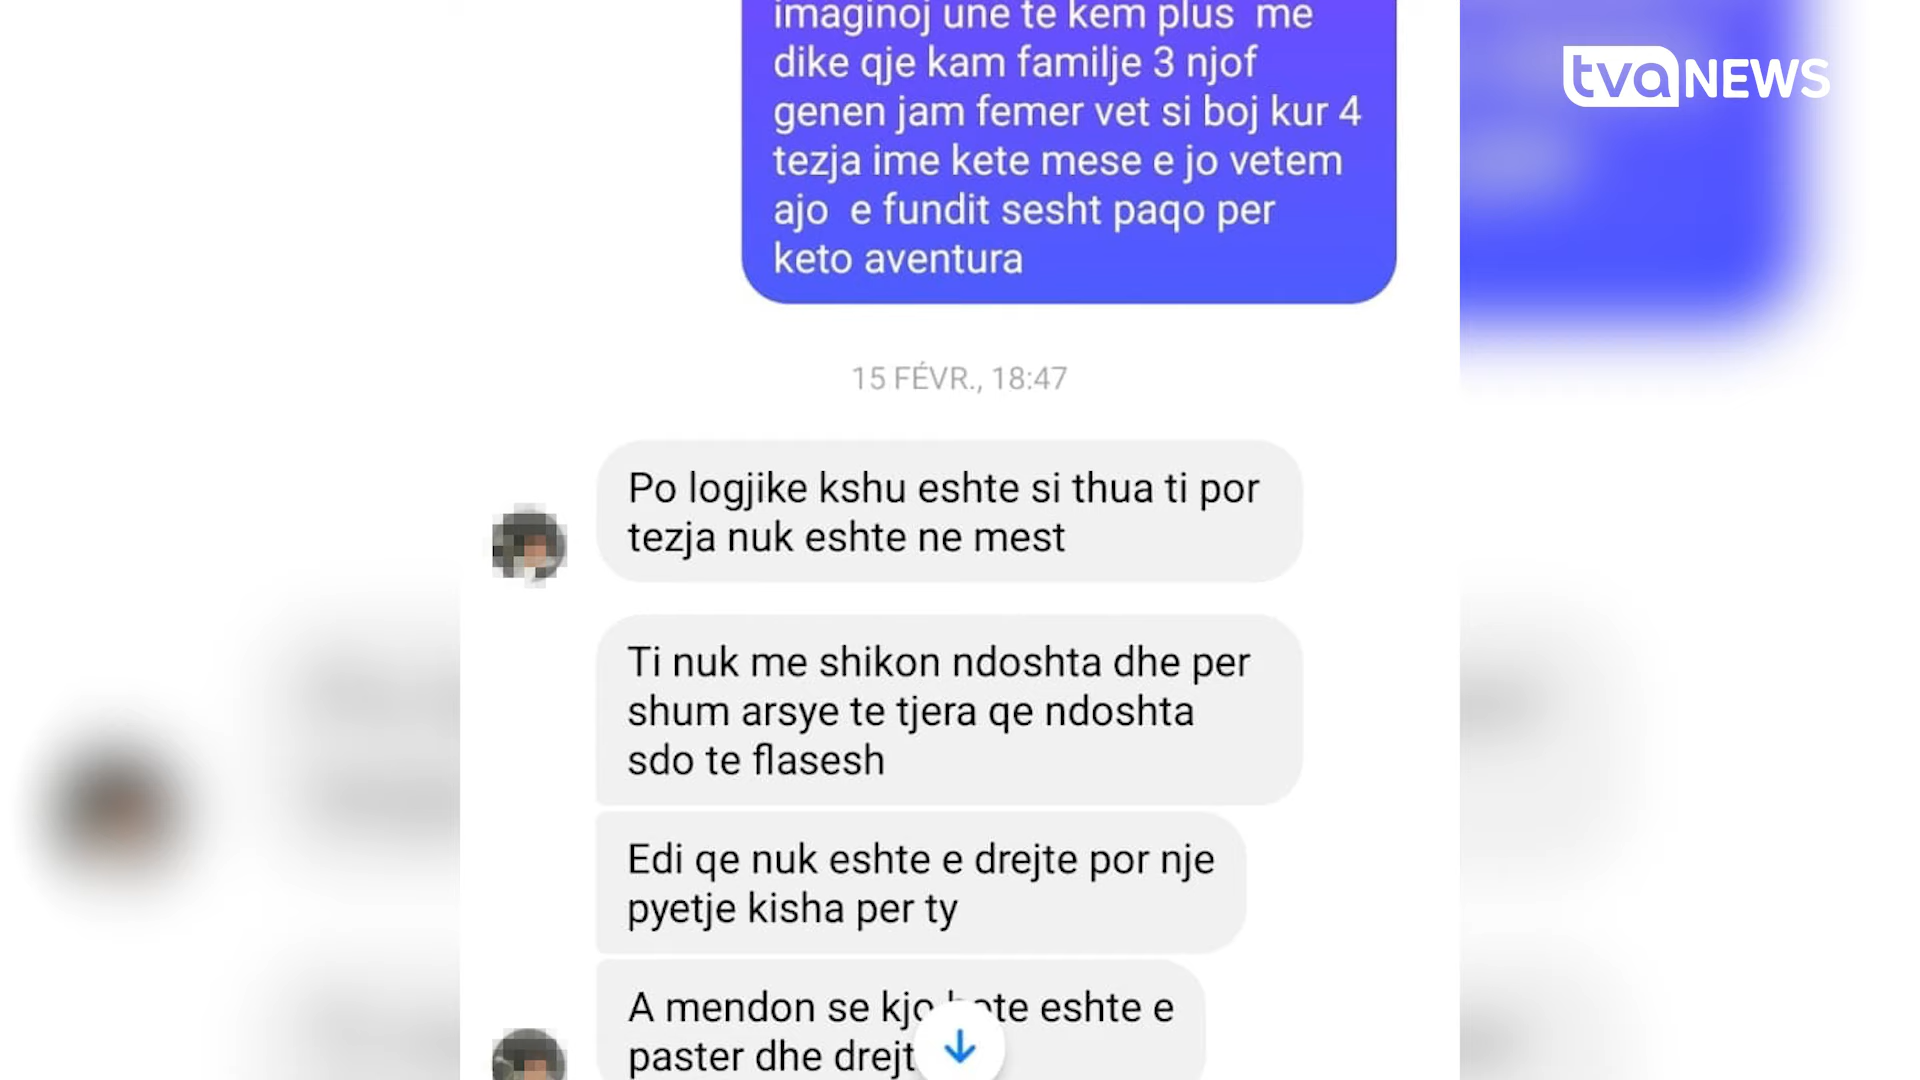 imaginoj une te kem plus me
dike qje kam familje 3 njof
genen jam femer vet si boj kur 4
tezja ime kete mese e jo vetem
ajo e fundit sesht paqo per
keto aventura
tva NEWS
15 FÉVR., 18:47
Po logjike kshu eshte si thua ti por
tezja nuk eshte ne mest
Ti nuk me shikon ndoshta dhe per
shum arsye te tjera qe ndoshta
sdo te flasesh
Edi qe nuk eshte e drejte por nje
pyetje kisha per ty
A mendon se kjo eshte e
paster dhe